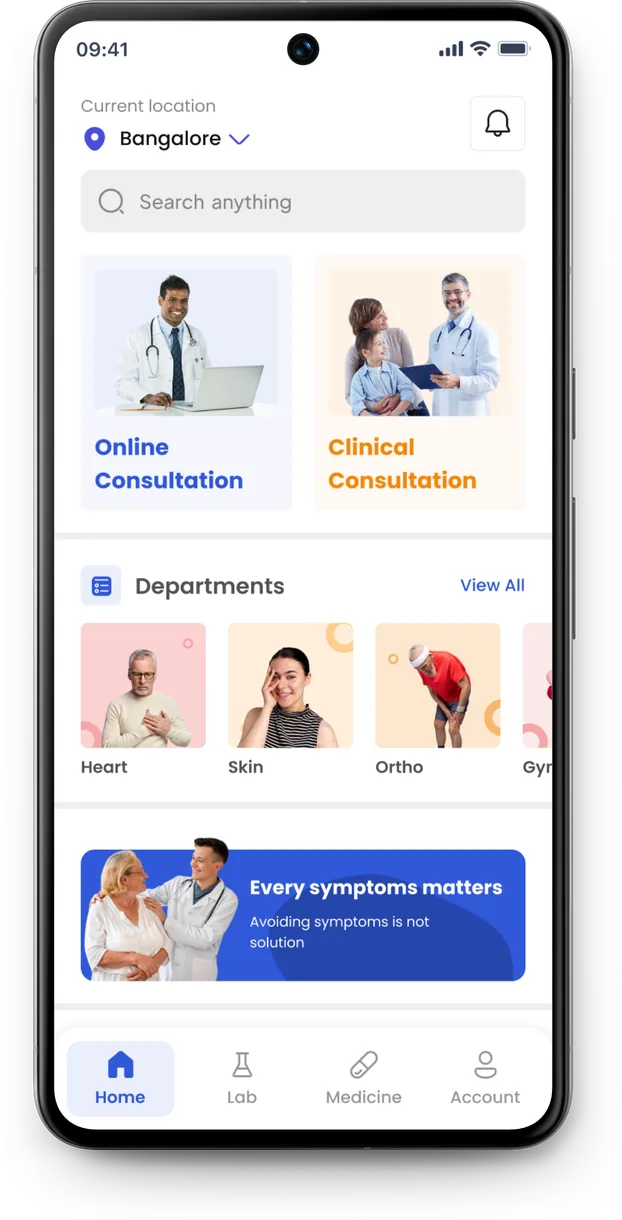 09:41
Current location
Bangalore
Search anything
Online
Consultation
Clinical
Consultation
Departments
View All
Heart
Skin
Ortho
Gyr
Every symptoms matters
Avoiding symptoms is not
solution
Home
Lab
Medicine
Account